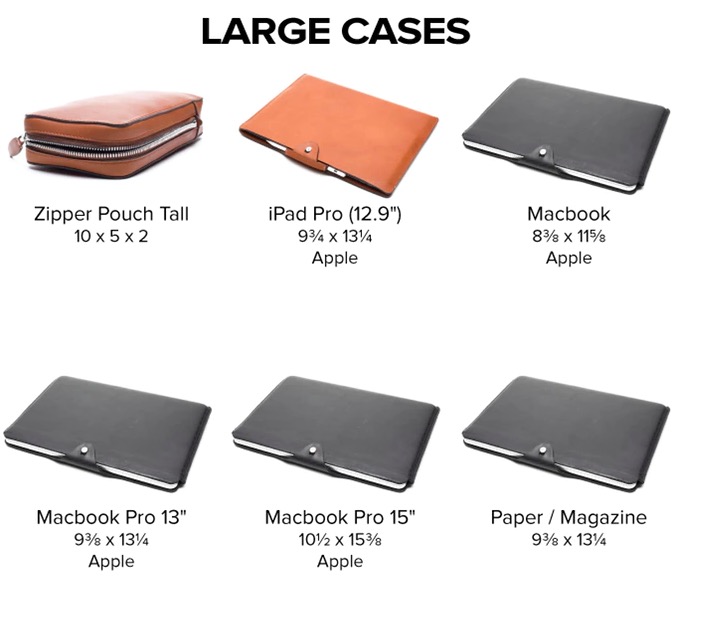 LARGE CASES
Zipper Pouch Tall
10 x 5 x 2
iPad Pro (12.9")
9¾ x 13¼
Apple
Macbook
8⅜ x 11⅝
Apple
Macbook Pro 13"
9⅜ x 13¼
Apple
Macbook Pro 15"
10½ x 15⅜
Apple
Paper / Magazine
9⅜ x 13¼